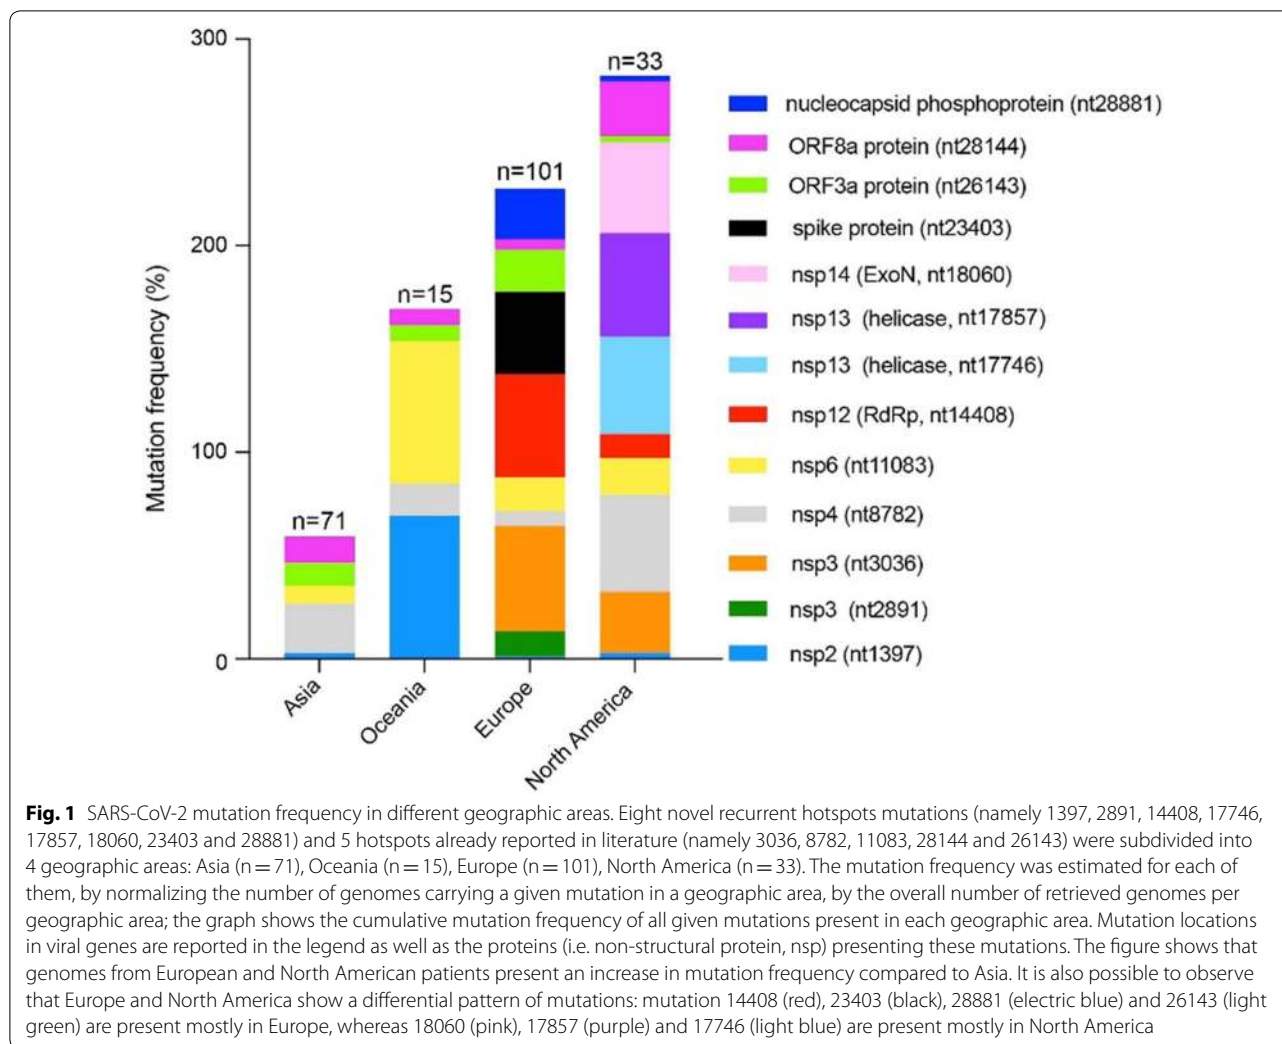 300
200
100
0
Mutation frequency (%)
n=71
n=15
n=101
n=33
Asia
Oceania
Europe
North America
nucleocapsid phosphoprotein (nt28881)
ORF8a protein (nt28144)
ORF3a protein (nt26143)
spike protein (nt23403)
nsp14 (ExoN, nt18060)
nsp13 (helicase, nt17857)
nsp13 (helicase, nt17746)
nsp12 (RdRp, nt14408)
nsp6 (nt11083)
nsp4 (nt8782)
nsp3 (nt3036)
nsp3 (nt2891)
nsp2 (nt1397)
Fig. 1 SARS-CoV-2 mutation frequency in different geographic areas. Eight novel recurrent hotspots mutations (namely 1397, 2891, 14408, 17746,
17857, 18060, 23403 and 28881) and 5 hotspots already reported in literature (namely 3036, 8782, 11083, 28144 and 26143) were subdivided into
4 geographic areas: Asia (n = 71), Oceania (n = 15), Europe (n = 101), North America (n = 33). The mutation frequency was estimated for each of
them, by normalizing the number of genomes carrying a given mutation in a geographic area, by the overall number of retrieved genomes per
geographic area; the graph shows the cumulative mutation frequency of all given mutations present in each geographic area. Mutation locations
in viral genes are reported in the legend as well as the proteins (i.e. non-structural protein, nsp) presenting these mutations. The figure shows that
genomes from European and North American patients present an increase in mutation frequency compared to Asia. It is also possible to observe
that Europe and North America show a differential pattern of mutations: mutation 14408 (red), 23403 (black), 28881 (electric blue) and 26143 (light
green) are present mostly in Europe, whereas 18060 (pink), 17857 (purple) and 17746 (light blue) are present mostly in North America